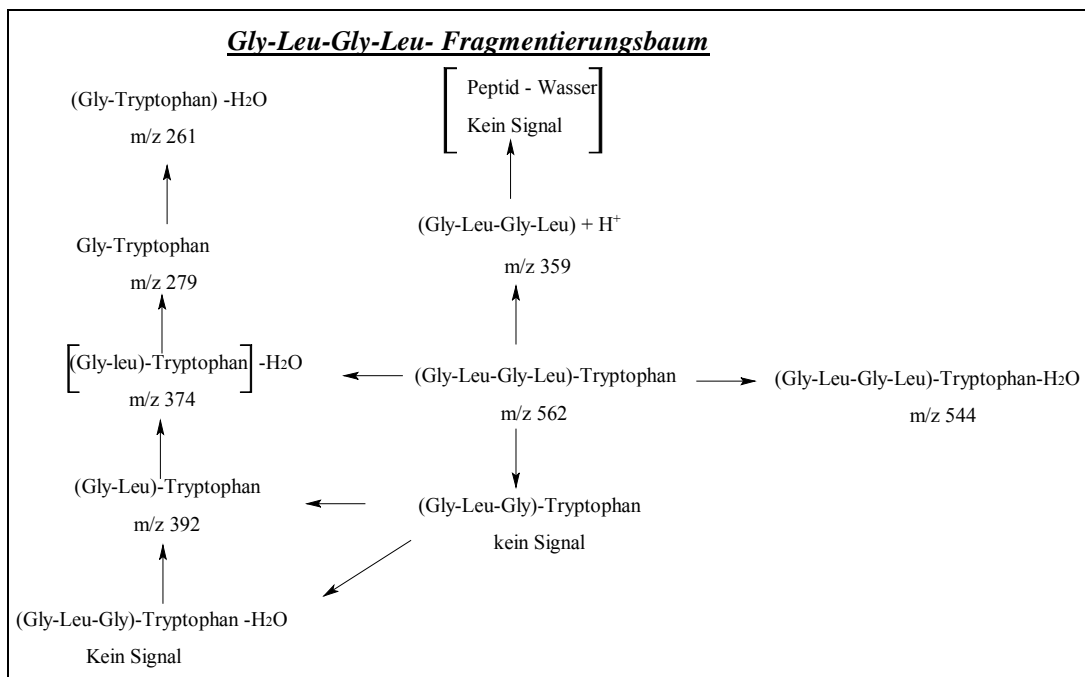 Gly-Leu-Gly-Leu- Fragmentierungsbaum
(Gly-Tryptophan) -H2O
m/z 261
Peptid - Wasser
Kein Signal
Gly-Tryptophan
m/z 279
(Gly-Leu-Gly-Leu) + H+
m/z 359
[(Gly-leu)-Tryptophan] -H2O
m/z 374
(Gly-Leu-Gly-Leu)-Tryptophan
m/z 562
(Gly-Leu-Gly-Leu)-Tryptophan-H2O
m/z 544
(Gly-Leu)-Tryptophan
m/z 392
(Gly-Leu-Gly)-Tryptophan
kein Signal
(Gly-Leu-Gly)-Tryptophan -H2O
Kein Signal